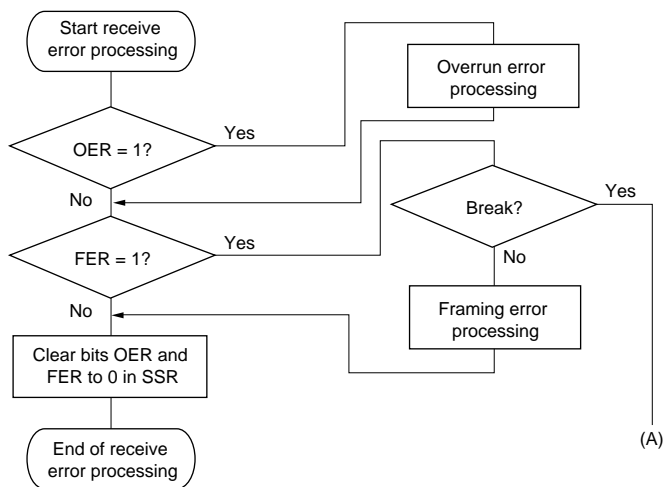 Start receive
error processing
Overrun error
processing
Yes
OER = 1?
No
Yes
Break?
Yes
FER = 1?
No
No
Framing error
processing
Clear bits OER and
FER to 0 in SSR
End of receive
error processing
(A)